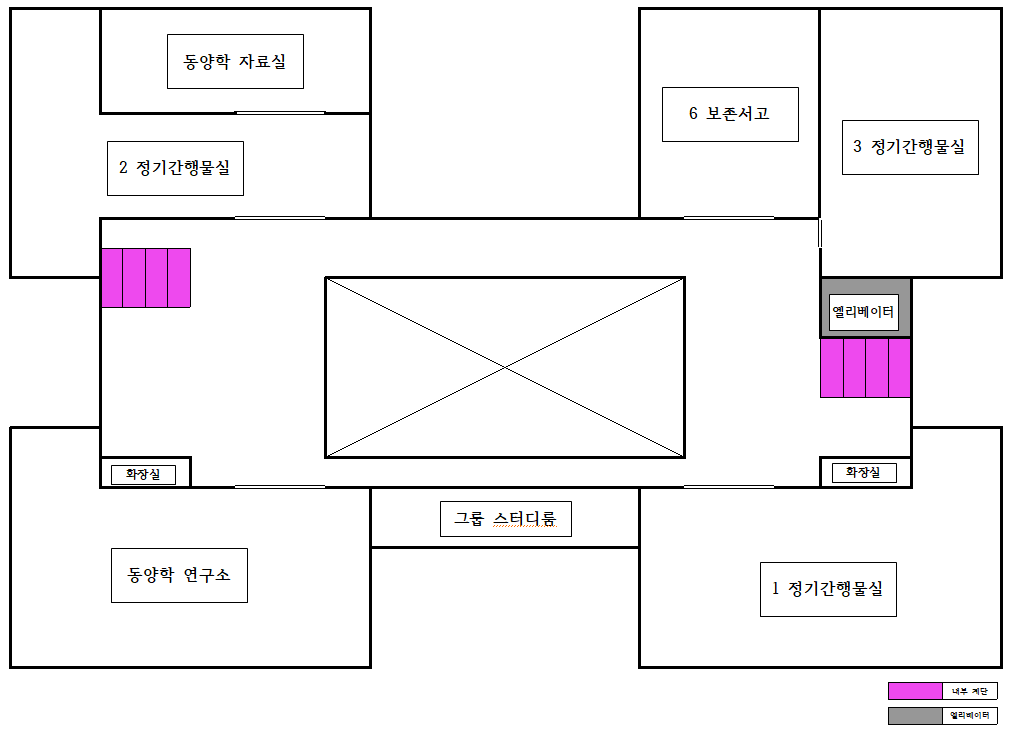 동양학 자료실
6 보존서고
3 정기간행물실
2 정기간행물실
엘리베이터
화장실
화장실
그룹 스터디룸
동양학 연구소
1 정기간행물실
내부 계단
엘리베이터